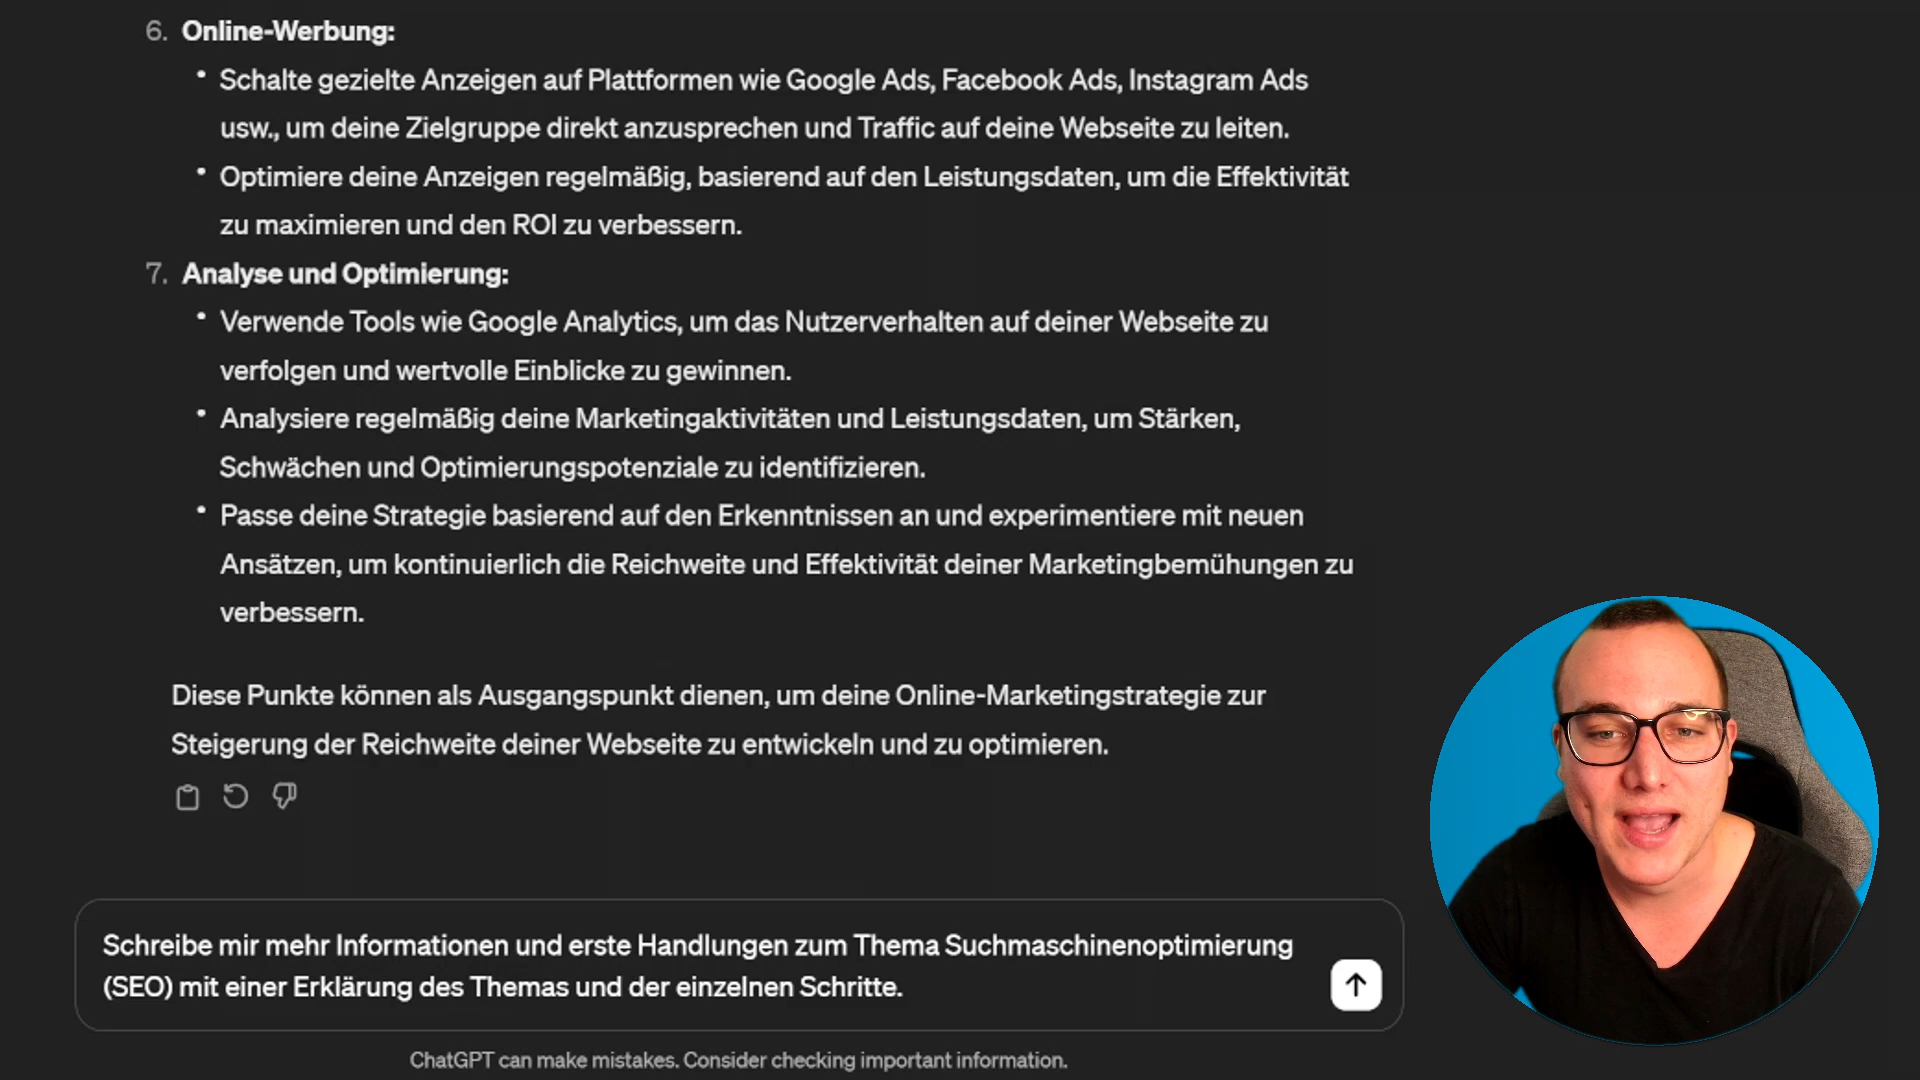 6. Online-Werbung:
• Schalte gezielte Anzeigen auf Plattformen wie Google Ads, Facebook Ads, Instagram Ads
usw., um deine Zielgruppe direkt anzusprechen und Traffic auf deine Webseite zu leiten.
• Optimiere deine Anzeigen regelmäßig, basierend auf den Leistungsdaten, um die Effektivität
zu maximieren und den ROI zu verbessern.
7. Analyse und Optimierung:
• Verwende Tools wie Google Analytics, um das Nutzerverhalten auf deiner Webseite zu
verfolgen und wertvolle Einblicke zu gewinnen.
• Analysiere regelmäßig deine Marketingaktivitäten und Leistungsdaten, um Stärken,
Schwächen und Optimierungspotenziale zu identifizieren.
• Passe deine Strategie basierend auf den Erkenntnissen an und experimentiere mit neuen
Ansätzen, um kontinuierlich die Reichweite und Effektivität deiner Marketingbemühungen zu
verbessern.
Diese Punkte können als Ausgangspunkt dienen, um deine Online-Marketingstrategie zur
Steigerung der Reichweite deiner Webseite zu entwickeln und zu optimieren.
Schreibe mir mehr Informationen und erste Handlungen zum Thema Suchmaschinenoptimierung
(SEO) mit einer Erklärung des Themas und der einzelnen Schritte.
ChatGPT can make mistakes. Consider checking important information.